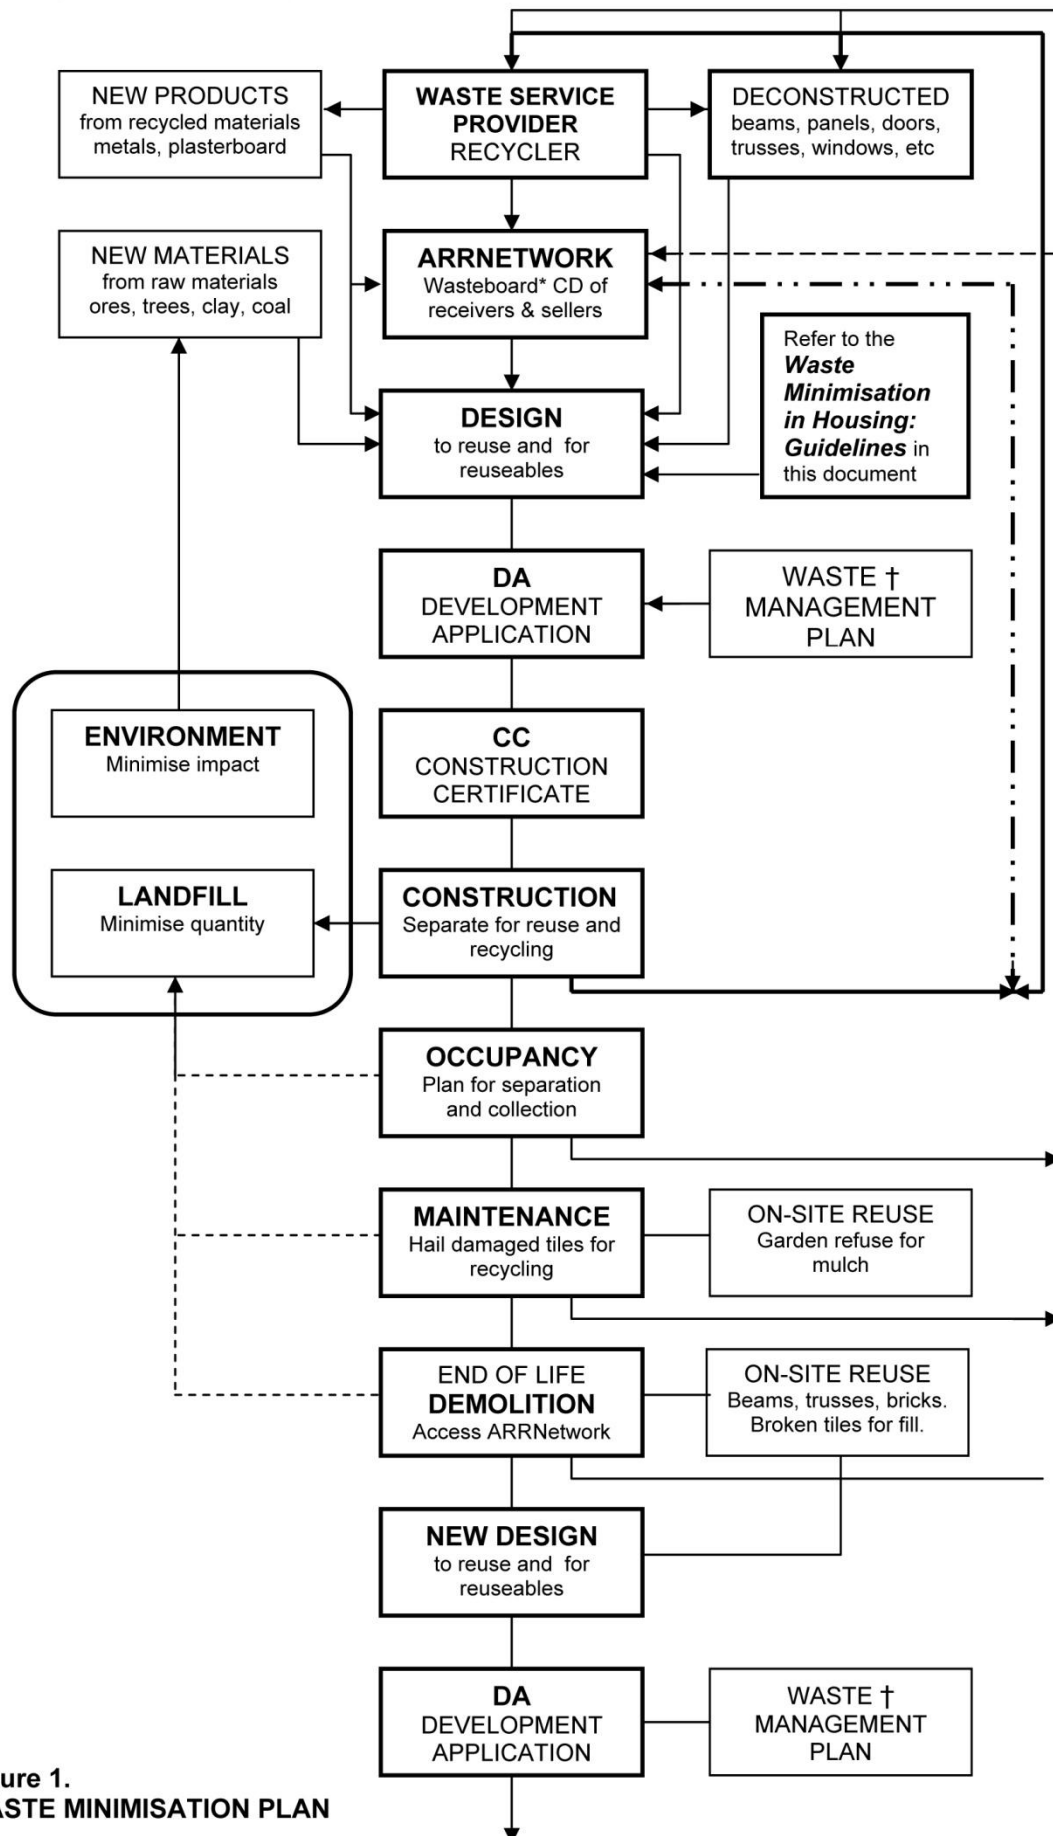 NEW PRODUCTS
from recycled materials
metals, plasterboard
WASTE SERVICE
PROVIDER
RECYCLER
DECONSTRUCTED
beams, panels, doors,
trusses, windows, etc
NEW MATERIALS
from raw materials
ores, trees, clay, coal
ARRNETWORK
Wasteboard* CD of
receivers & sellers
Refer to the
Waste
Minimisation
in Housing:
Guidelines in
this document
DESIGN
to reuse and for
reuseables
DA
DEVELOPMENT
APPLICATION
WASTE †
MANAGEMENT
PLAN
ENVIRONMENT
Minimise impact
CC
CONSTRUCTION
CERTIFICATE
LANDFILL
Minimise quantity
CONSTRUCTION
Separate for reuse and
recycling
OCCUPANCY
Plan for separation
and collection
MAINTENANCE
Hail damaged tiles for
recycling
ON-SITE REUSE
Garden refuse for
mulch
END OF LIFE
DEMOLITION
Access ARRNetwork
ON-SITE REUSE
Beams, trusses, bricks.
Broken tiles for fill.
NEW DESIGN
to reuse and for
reuseables
DA
DEVELOPMENT
APPLICATION
WASTE †
MANAGEMENT
PLAN
ure 1.
ASTE MINIMISATION PLAN